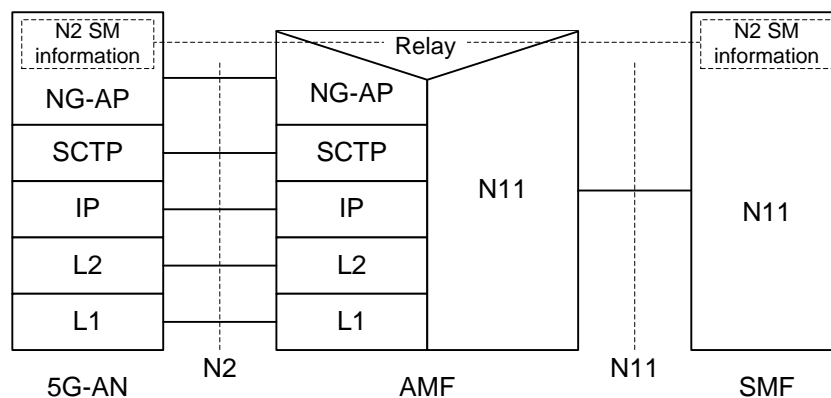 N2 SM
information
Relay
N2 SM
information
NG-AP
NG-AP
SCTP
SCTP
N11
IP
IP
N11
L2
L2
L1
L1
N2
N11
5G-AN
AMF
SMF